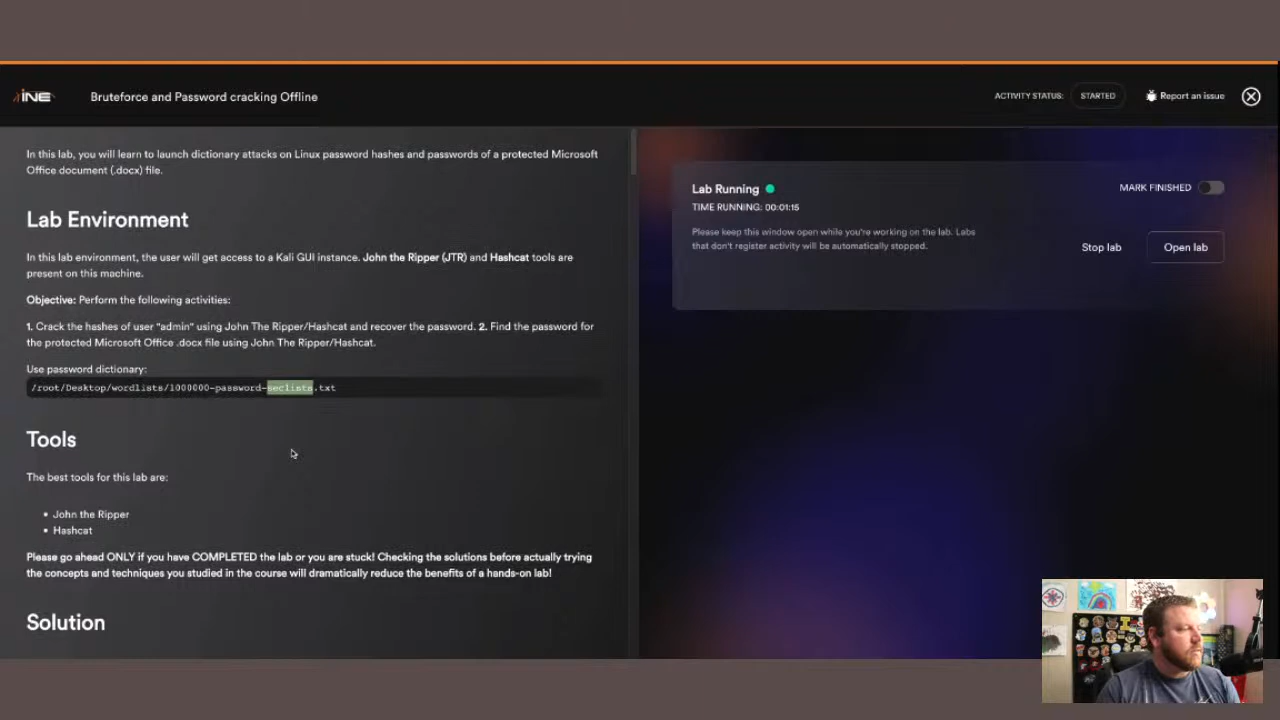 INE
Bruteforce and Password cracking Offline
ACTIVITY STATUS: STARTED Report an issue
In this lab, you will learn to launch dictionary attacks on Linux password hashes and passwords of a protected Microsoft
Office document (.docx) file.
Lab Environment
In this lab environment, the user will get access to a Kali GUI instance. John the Ripper (JTR) and Hashcat tools are
present on this machine.
Objective: Perform the following activities:
1. Crack the hashes of user "admin" using John The Ripper/Hashcat and recover the password. 2. Find the password for
the protected Microsoft Office .docx file using John The Ripper/Hashcat.
Use password dictionary:
/root/Desktop/wordlists/1000000-password-seclists.txt
Tools
The best tools for this lab are:
• John the Ripper
• Hashcat
Please go ahead ONLY if you have COMPLETED the lab or you are stuck! Checking the solutions before actually trying
the concepts and techniques you studied in the course will dramatically reduce the benefits of a hands-on lab!
Solution
Lab Running
MARK FINISHED
TIME RUNNING: 00:01:15
Please keep this window open while you're working on the lab. Labs
that don't register activity will be automatically stopped.
Stop lab
Open lab